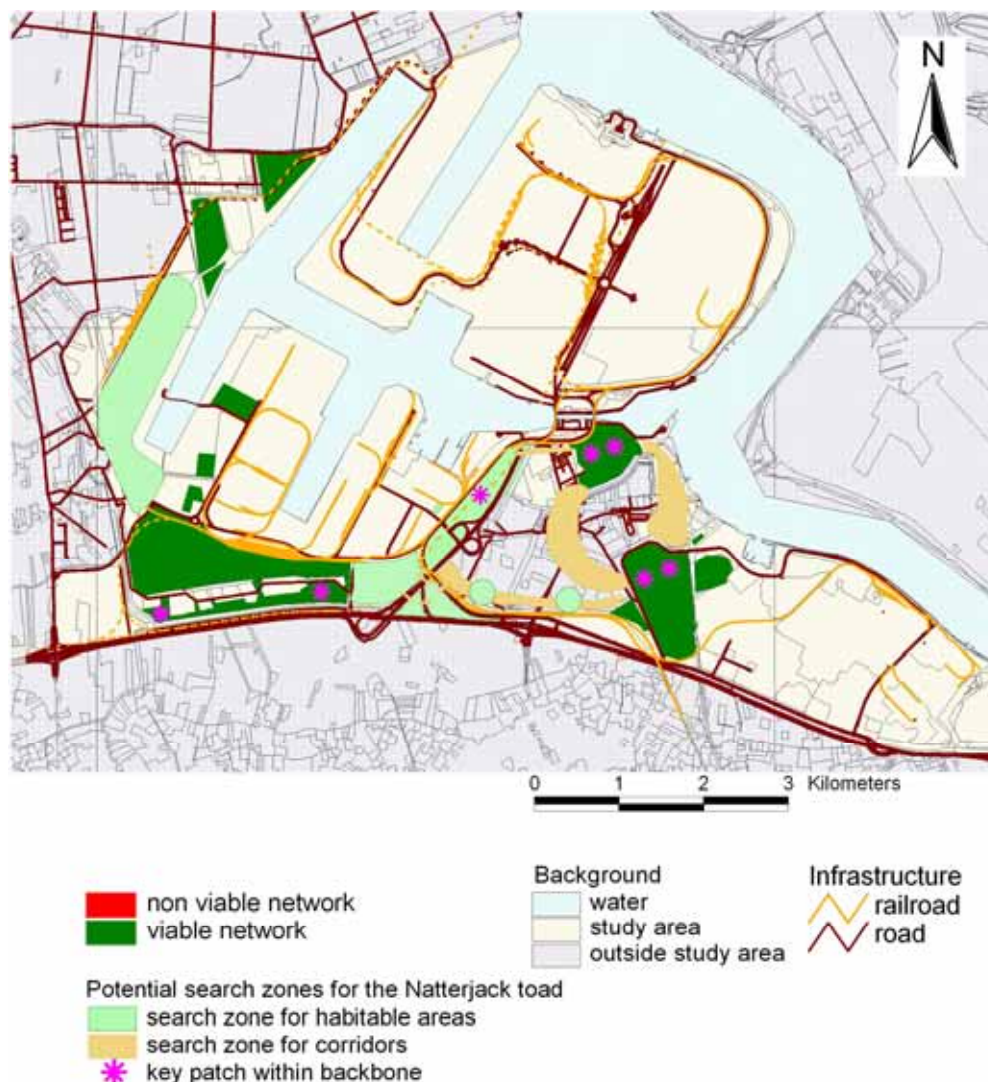 N
0 1 2 3 Kilometers
non viable network
viable network
Potential search zones for the Natterjack toad
search zone for habitable areas
search zone for corridors
key patch within backbone
Background
water
study area
outside study area
Infrastructure
railroad
road